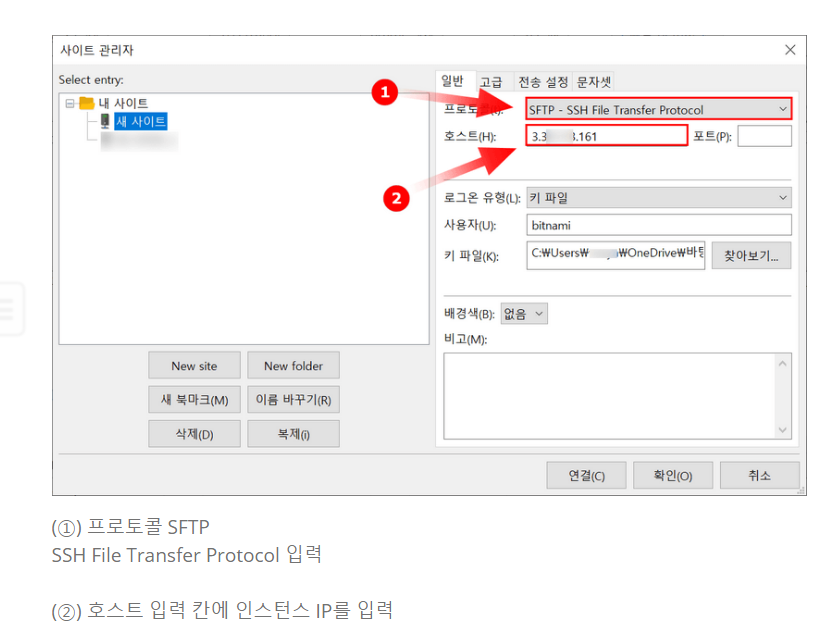 사이트 관리자
Select entry:
내 사이트
새 사이트
일반 고급 전송 설정 문자셋
1
프로토콜(I): SFTP - SSH File Transfer Protocol
호스트(H): 3.3 .161 포트(P):
2
로그온 유형(L): 키 파일
사용자(U): bitnami
키 파일(K): C:₩Users₩ ₩OneDrive₩바탕 찾아보기...
배경색(B): 없음
비고(M):
New site New folder
새 북마크(M) 이름 바꾸기(R)
삭제(D) 복제(i)
연결(C) 확인(O) 취소
(①) 프로토콜 SFTP
SSH File Transfer Protocol 입력
(②) 호스트 입력 칸에 인스턴스 IP를 입력